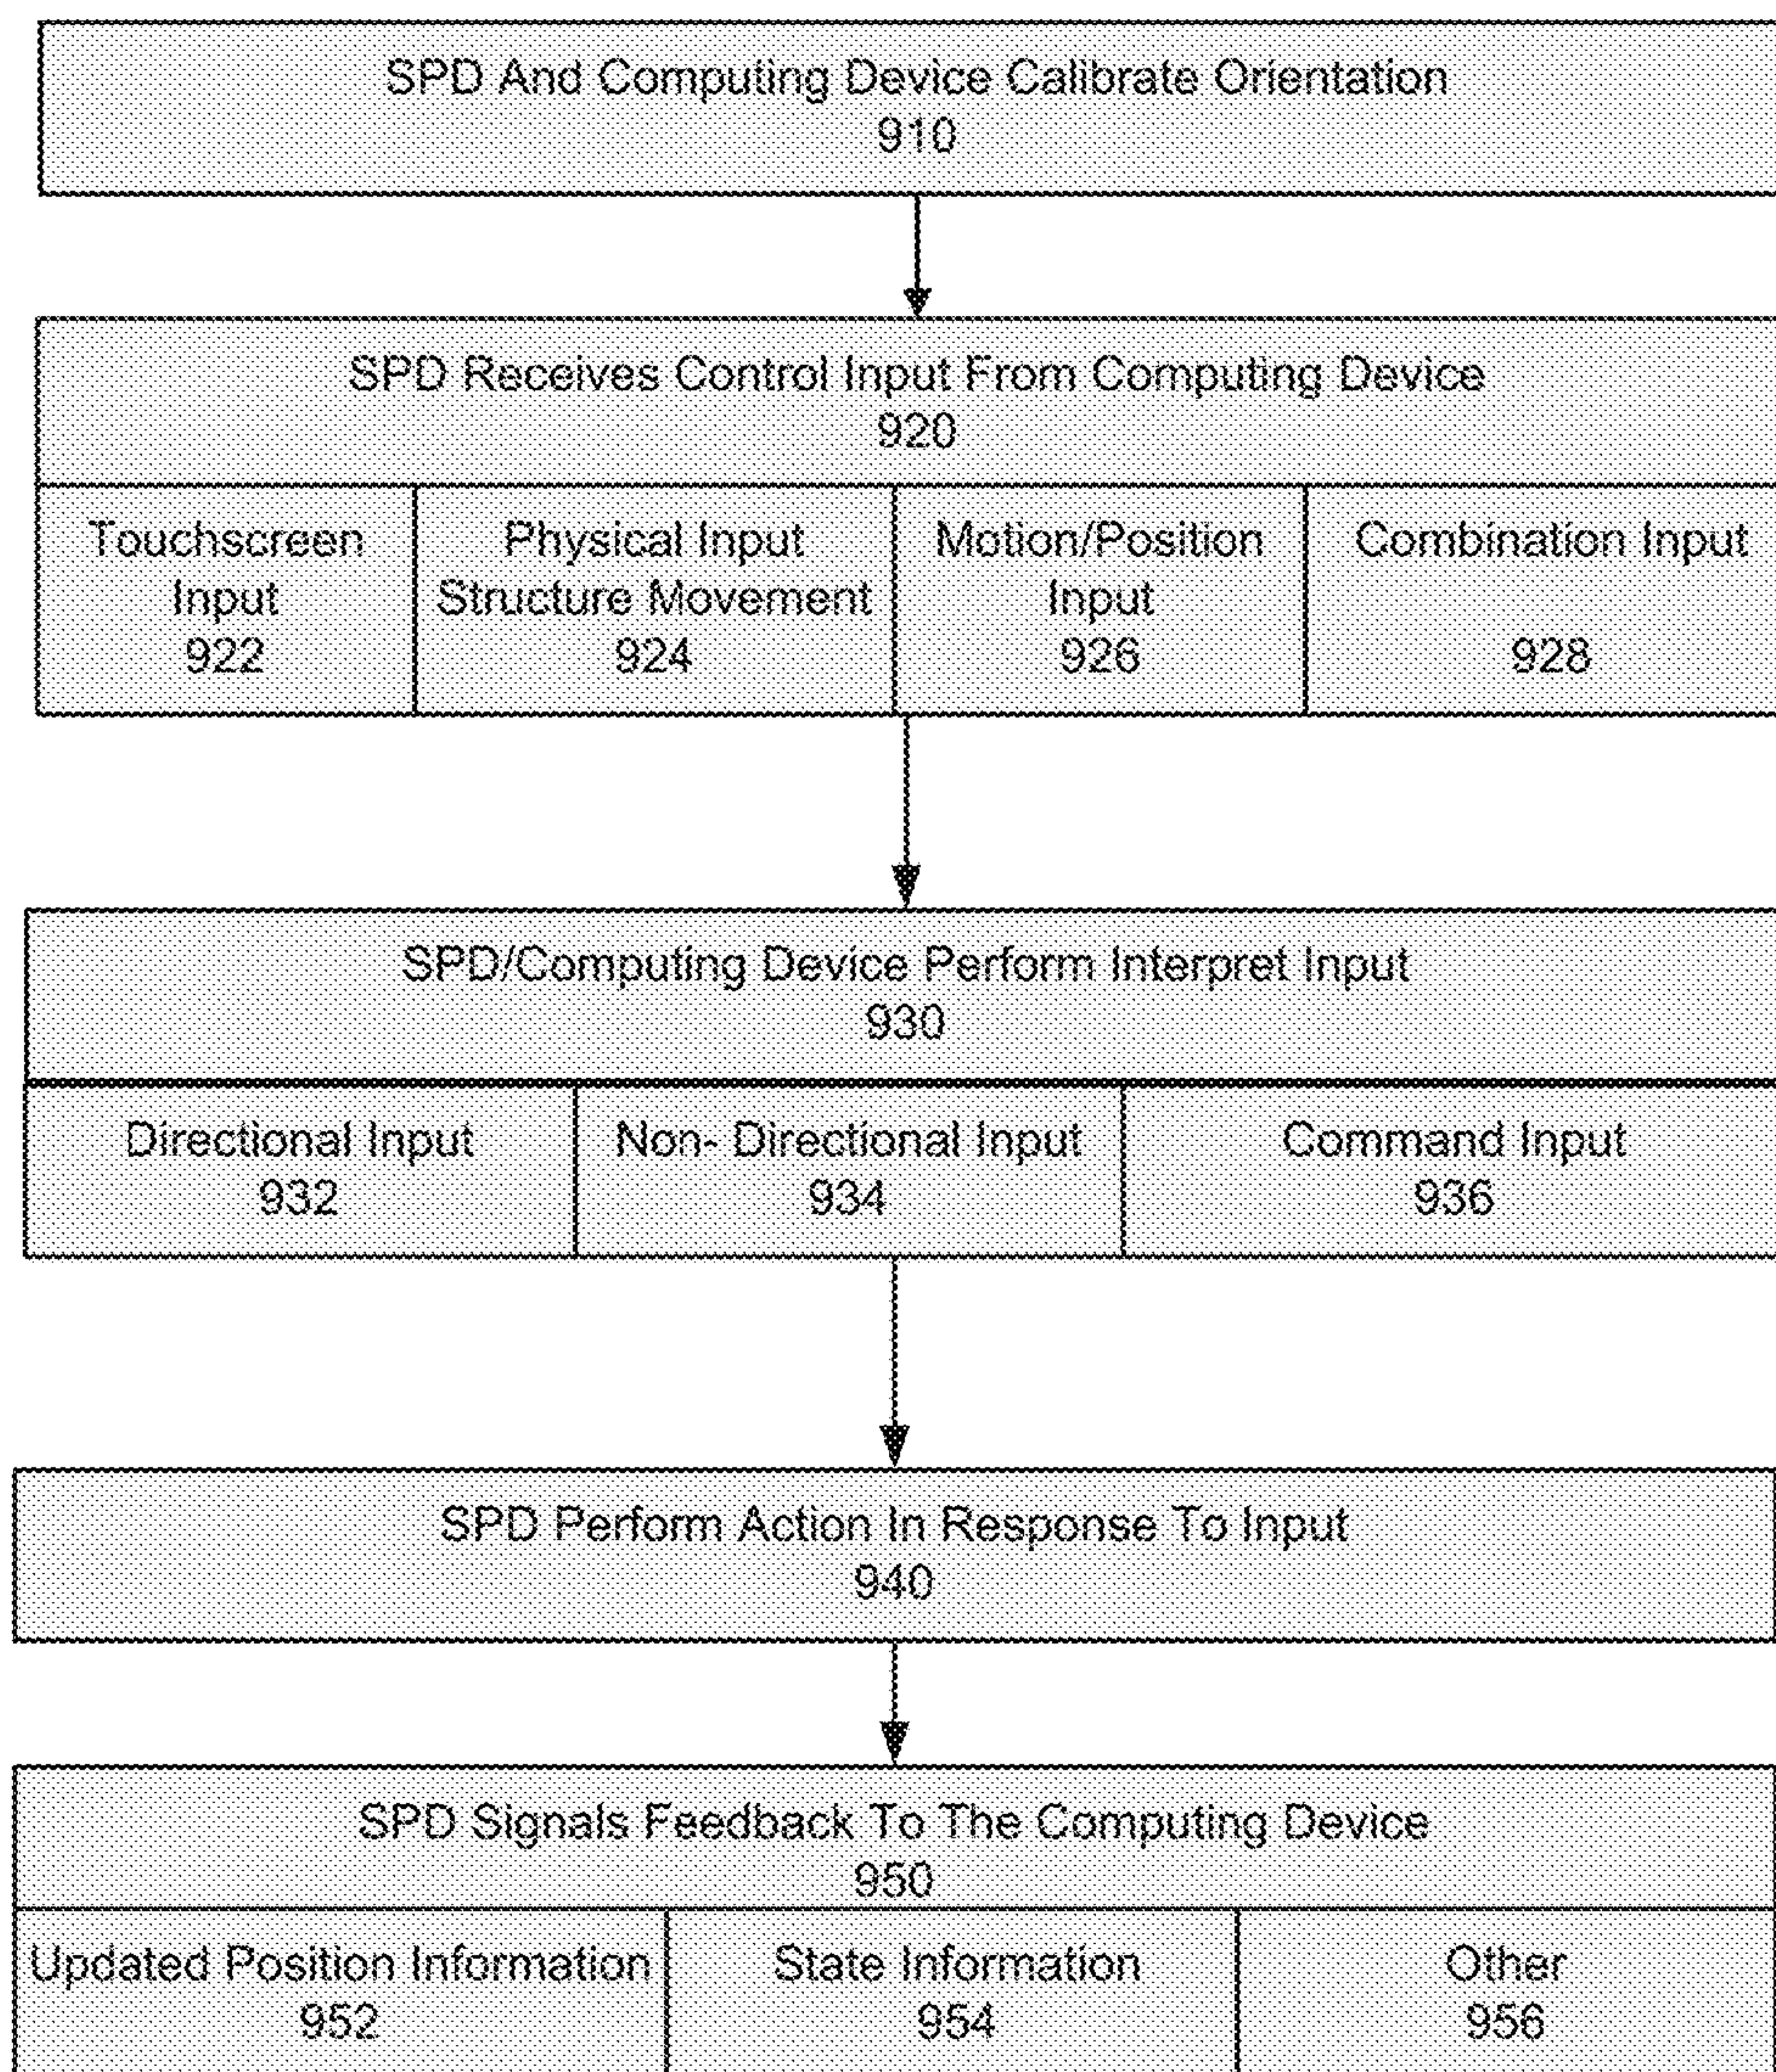 SPD And Computing Device Calibrate Orientation
910
SPD Receives Control Input From Computing Device
920
Touchscreen
Input
922
Physical Input
Structure Movement
924
Motion/Position
Input
926
Combination Input
928
SPD/Computing Device Perform Interpret Input
930
Directional Input
932
Non- Directional Input
934
Command Input
936
SPD Perform Action In Response To Input
940
SPD Signals Feedback To The Computing Device
950
Updated Position Information
952
State Information
954
Other
956